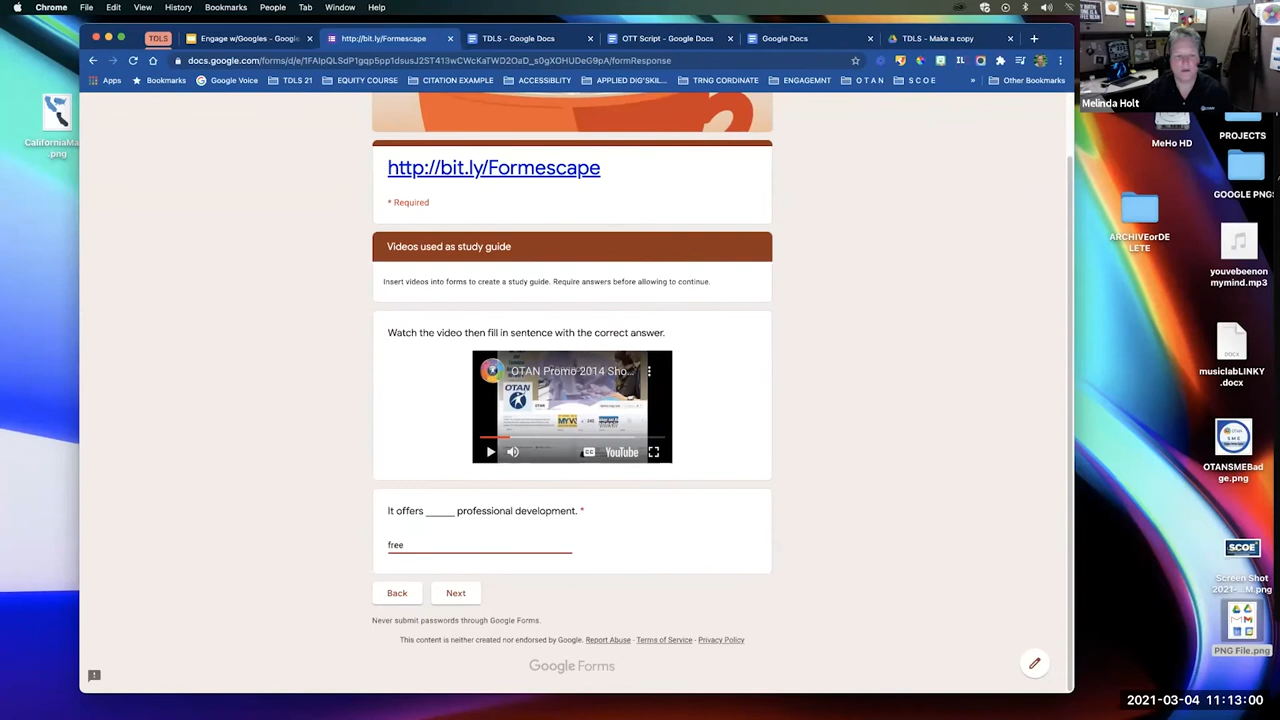 Chrome File Edit View History Bookmarks People Tab Window Help
TDLS
Engage w/Googles - Google
http://bit.ly/Formescape
TDLS - Google Docs
OTT Script - Google Docs
Google Docs
TDLS - Make a copy
docs.google.com/forms/d/e/1FAIpQLSdP1gqp5pp1dsusJ2ST413wCWcKaTWD2OaD_s0gXOHUDeG9pA/formResponse
Apps Bookmarks Google Voice TDLS 21 EQUITY COURSE CITATION EXAMPLE ACCESSIBLITY APPLIED DIG'SKIL... TRNG CORDINATE ENGAGEMNT O T A N S C O E » Other Bookmarks
Melinda Holt
CaliforniaMa
.png
MeHo HD
PROJECTS
GOOGLE PNGs
ARCHIVEorDE
LETE
youvebeenon
mymind.mp3
DOCX
musiclabLINKY
.docx
O T A N
S M E
OTANSMEBad
ge.png
SCOE
Screen Shot
2021-...M.png
PNG File.png
http://bit.ly/Formescape
* Required
Videos used as study guide
Insert videos into forms to create a study guide. Require answers before allowing to continue.
Watch the video then fill in sentence with the correct answer.
OTAN Promo 2014 Sho...
OTAN
YouTube
It offers _____ professional development. *
free
Back
Next
Never submit passwords through Google Forms.
This content is neither created nor endorsed by Google. Report Abuse - Terms of Service - Privacy Policy
Google Forms
2021-03-04 11:13:00